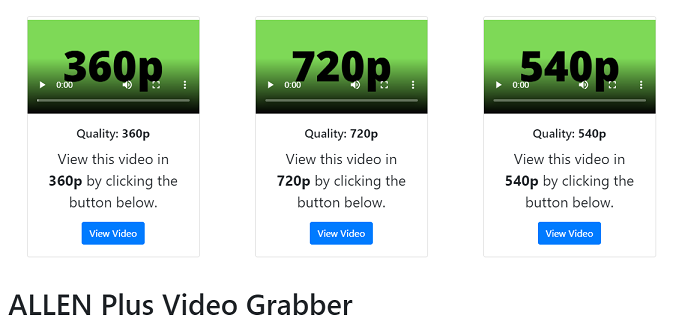 360p
0:00
Quality: 360p
View this video in
360p by clicking the
button below.
View Video
720p
0:00
Quality: 720p
View this video in
720p by clicking the
button below.
View Video
540p
0:00
Quality: 540p
View this video in
540p by clicking the
button below.
View Video
ALLEN Plus Video Grabber